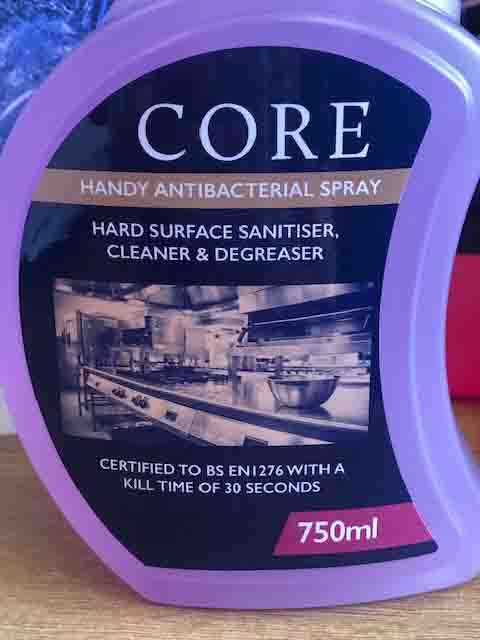 CORE
HANDY ANTIBACTERIAL SPRAY
HARD SURFACE SANITISER,
CLEANER & DEGREASER
CERTIFIED TO BS EN1276 WITH A
KILL TIME OF 30 SECONDS
750ml